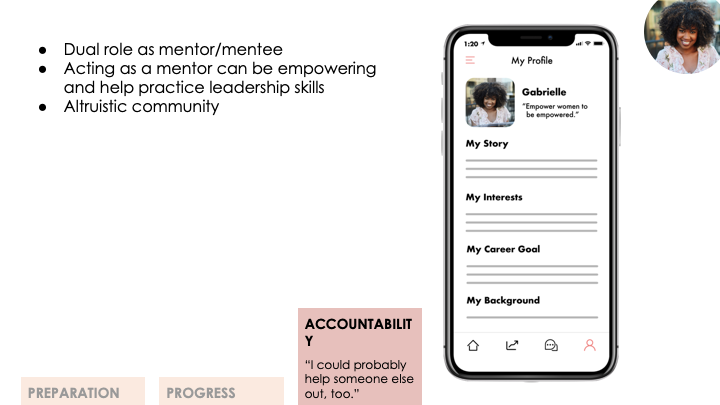 ● Dual role as mentor/mentee
● Acting as a mentor can be empowering
and help practice leadership skills
● Altruistic community
1:20
My Profile
Gabrielle
“Empower women to
be empowered.”
My Story
My Interests
My Career Goal
My Background
ACCOUNTABILIT
Y
“I could probably
help someone else
out, too.”
PREPARATION
PROGRESS